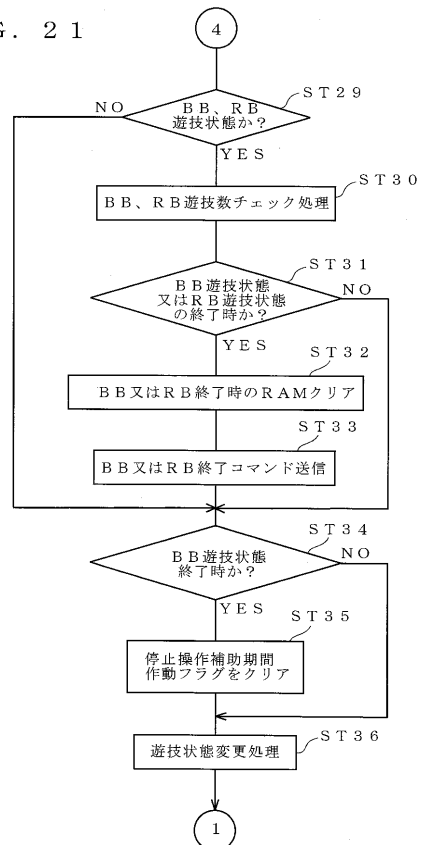 G. 21
4
ST29
BB、RB
遊技状態か？
NO
YES
ST30
BB、RB遊技数チェック処理
ST31
BB遊技状態
又はRB遊技状態
の終了時か？
NO
YES
ST32
BB又はRB終了時のRAMクリア
ST33
BB又はRB終了コマンド送信
ST34
BB遊技状態
終了時か？
NO
YES
ST35
停止操作補助期間
作動フラグをクリア
ST36
遊技状態変更処理
1